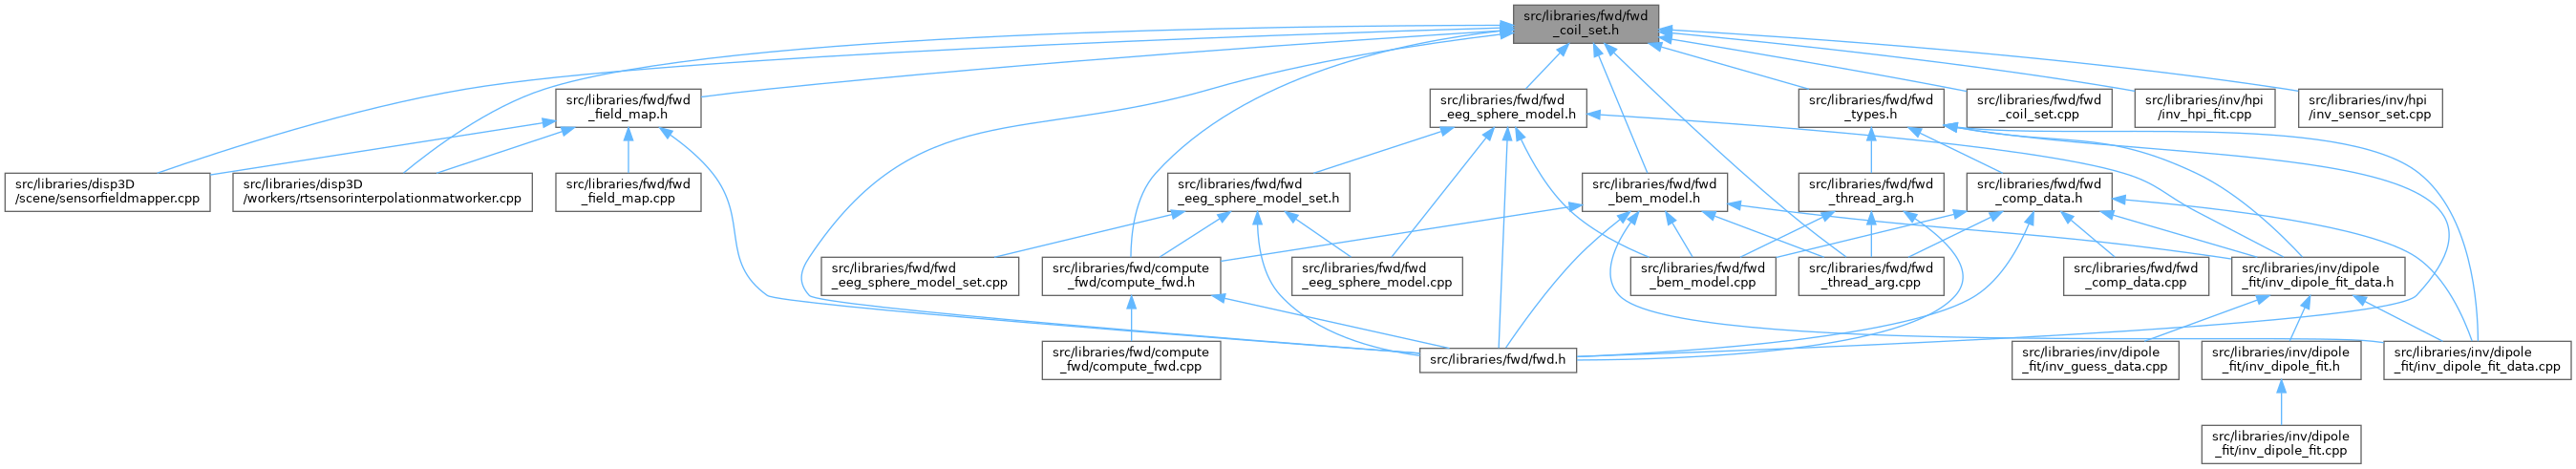 src/libraries/fwd/fwd
_coil_set.h
src/libraries/fwd/fwd
_field_map.h
src/libraries/fwd/fwd
_eeg_sphere_model.h
src/libraries/fwd/fwd
_types.h
src/libraries/fwd/fwd
_coil_set.cpp
src/libraries/inv/hpi
/inv_hpi_fit.cpp
src/libraries/inv/hpi
/inv_sensor_set.cpp
src/libraries/disp3D
/scene/sensorfieldmapper.cpp
src/libraries/disp3D
/workers/rtsensorinterpolationmatworker.cpp
src/libraries/fwd/fwd
_field_map.cpp
src/libraries/fwd/fwd
_eeg_sphere_model_set.h
src/libraries/fwd/fwd
_bem_model.h
src/libraries/fwd/fwd
_thread_arg.h
src/libraries/fwd/fwd
_comp_data.h
src/libraries/fwd/fwd
_eeg_sphere_model_set.cpp
src/libraries/fwd/compute
_fwd/compute_fwd.h
src/libraries/fwd/fwd
_eeg_sphere_model.cpp
src/libraries/fwd/fwd
_bem_model.cpp
src/libraries/fwd/fwd
_thread_arg.cpp
src/libraries/fwd/fwd
_comp_data.cpp
src/libraries/inv/dipole
_fit/inv_dipole_fit_data.h
src/libraries/fwd/compute
_fwd/compute_fwd.cpp
src/libraries/fwd/fwd.h
src/libraries/inv/dipole
_fit/inv_guess_data.cpp
src/libraries/inv/dipole
_fit/inv_dipole_fit.h
src/libraries/inv/dipole
_fit/inv_dipole_fit_data.cpp
src/libraries/inv/dipole
_fit/inv_dipole_fit.cpp